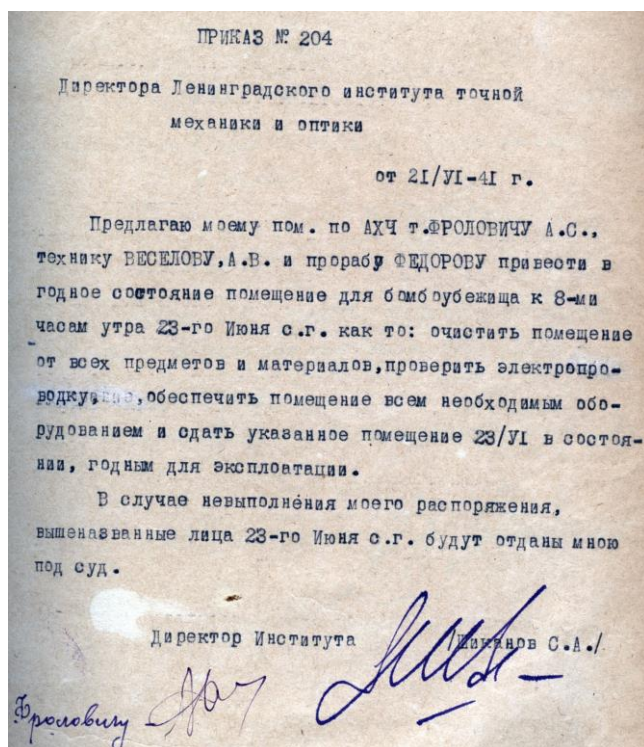 ПРИКАЗ № 204
Директора Ленинградского института точной
механики и оптики
от 21/VI-41 г.
Предлагаю моему пом. по АХЧ т.ФРОЛОВИЧУ А.С.,
технику ВЕСЕЛОВУ,А.В. и прорабу ФЕДОРОВУ привести в
годное состояние помещение для бомбоубежища к 8-ми
часам утра 23-го Июня с.г. как то: очистить помещение
от всех предметов и материалов,проверить электропро-
водку, обеспечить помещение всем необходимым обо-
рудованием и сдать указанное помещение 23/VI в состоя-
нии, годным для эксплоатации.
В случае невыполнения моего распоряжения,
вышеназванные лица 23-го Июня с.г. будут отданы мною
под суд.
Директор Института /Шиканов С.А./
Фроловичу